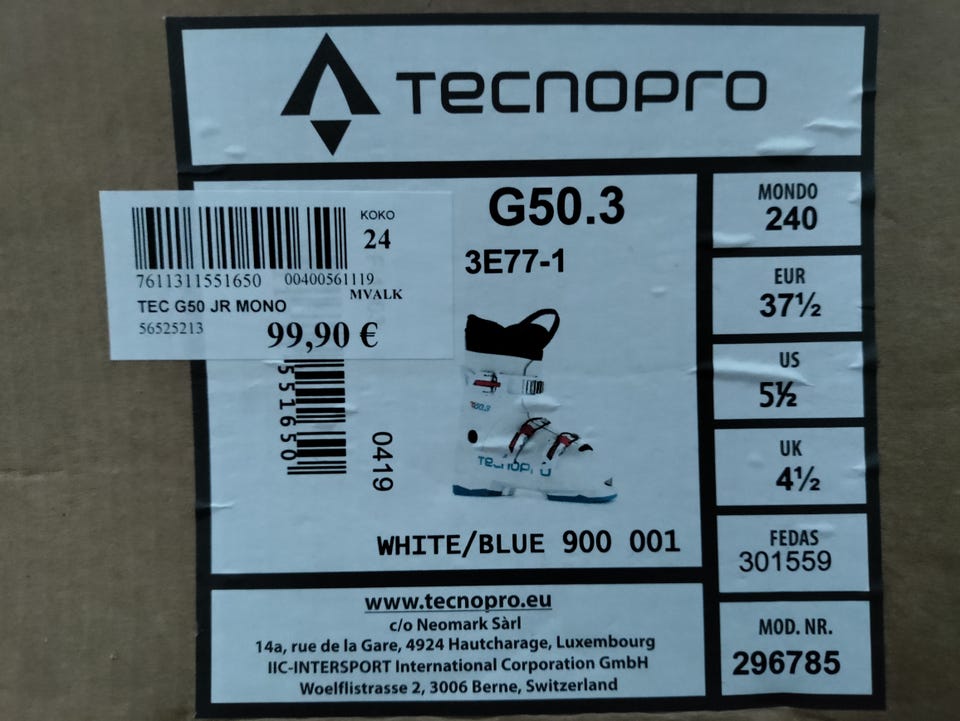 TECNOPRO
G50.3
3E77-1
KOKO
24
7611311551650 00400561119
MVALK
TEC G50 JR MONO
56525213
99,90 €
551650
0419
G50.3
TECNOPRO
WHITE/BLUE 900 001
MONDO
240
EUR
37½
US
5½
UK
4½
FEDAS
301559
MOD. NR.
296785
www.tecnopro.eu
c/o Neomark Sàrl
14a, rue de la Gare, 4924 Hautcharage, Luxembourg
IIC-INTERSPORT International Corporation GmbH
Woelflistrasse 2, 3006 Berne, Switzerland